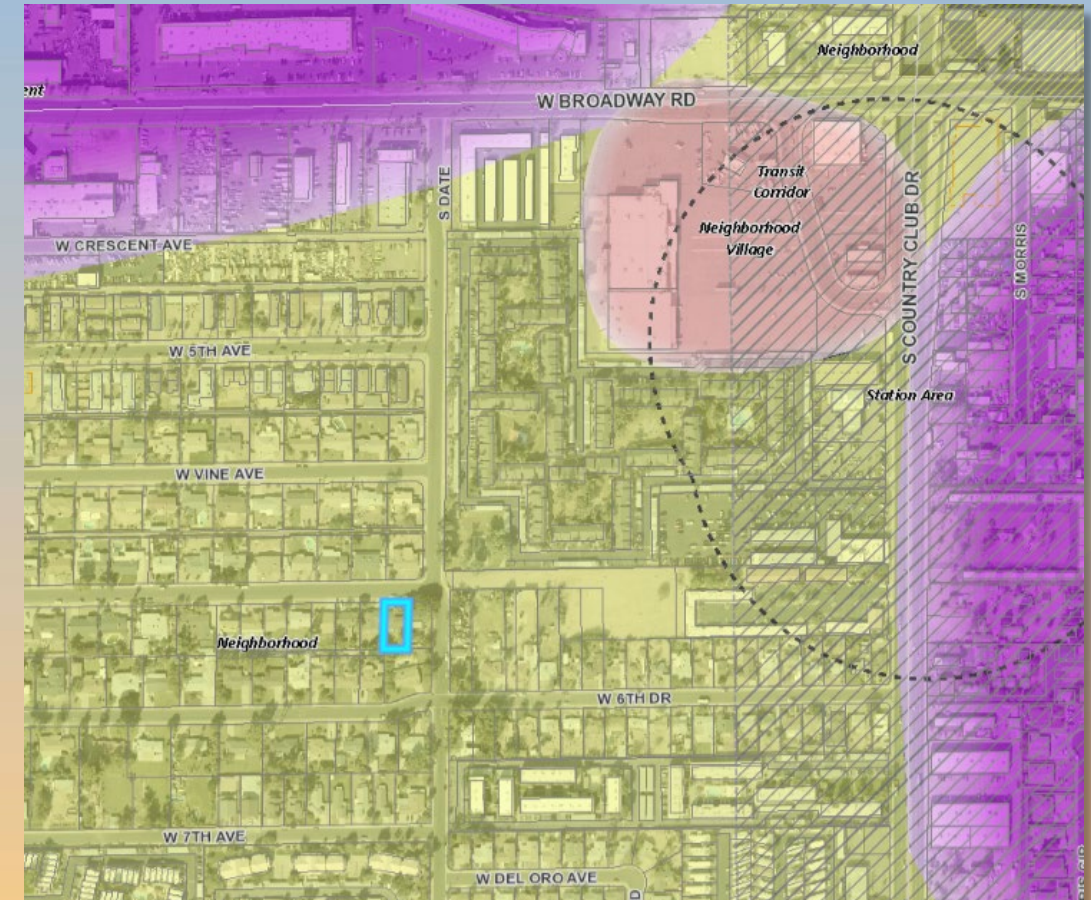 Neighborhood
ent
W BROADWAY RD
Transit
Corridor
S DATE
Neighborhood
Village
S COUNTRY CLUB DR
S MORRIS
W CRESCENT AVE
W 5TH AVE
Station Area
W VINE AVE
Neighborhood
W 6TH DR
W 7TH AVE
W DEL ORO AVE
D